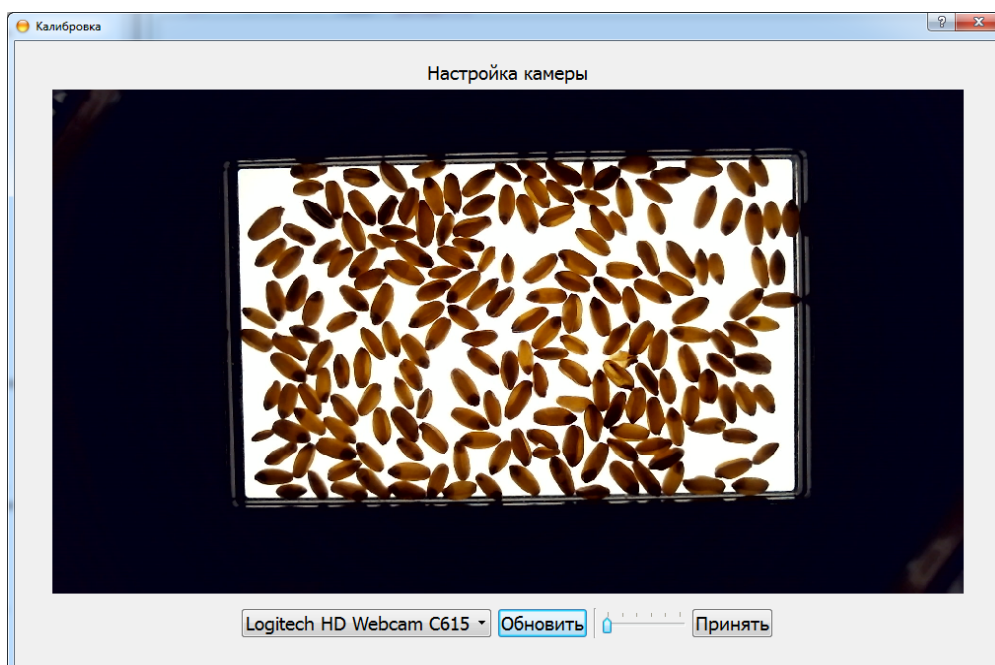 Калибровка
Настройка камеры
Logitech HD Webcam C615 Обновить Принять